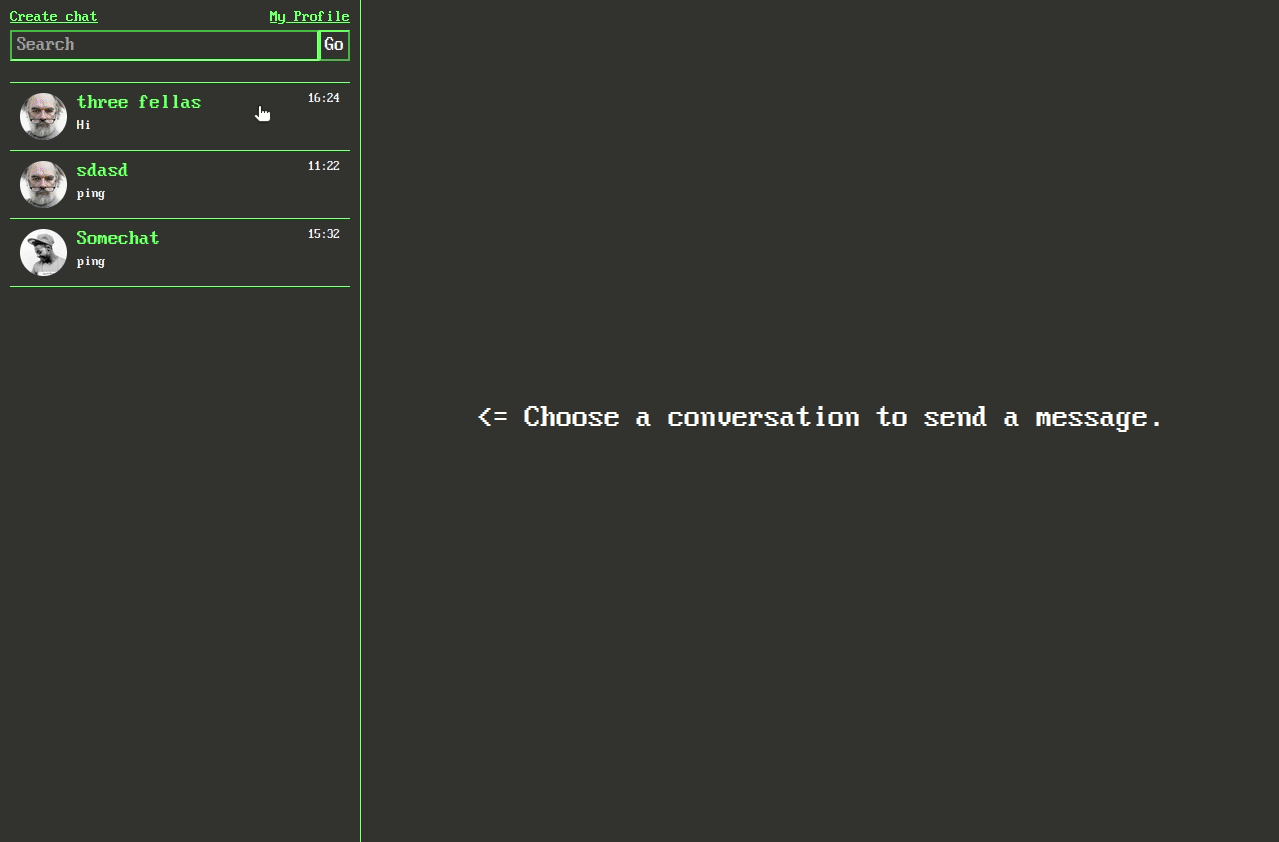 Create chat
My Profile
Search
Go
three fellas
16:24
Hi
sdasd
11:22
ping
Somechat
15:32
ping
<= Choose a conversation to send a message.